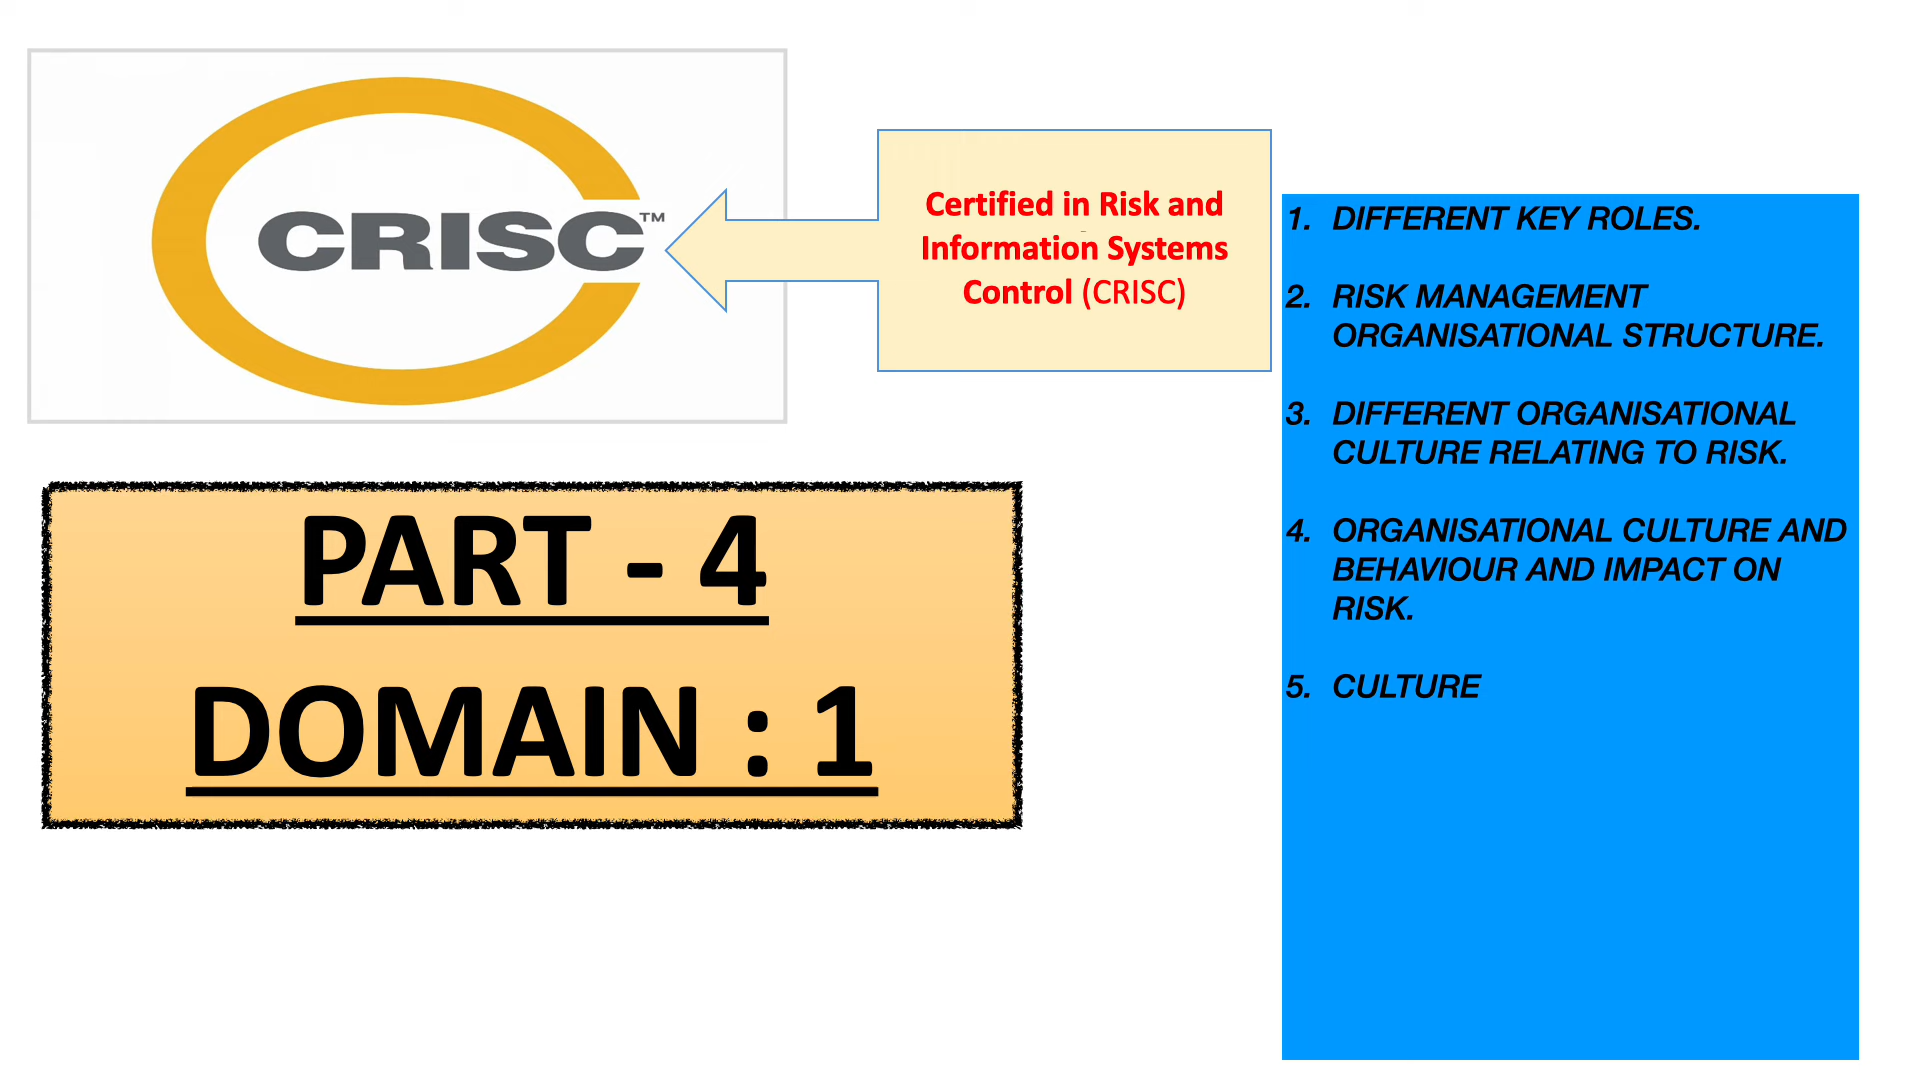 CRISC™
Certified in Risk and
Information Systems
Control (CRISC)
PART - 4
DOMAIN : 1
1. DIFFERENT KEY ROLES.
2. RISK MANAGEMENT
ORGANISATIONAL STRUCTURE.
3. DIFFERENT ORGANISATIONAL
CULTURE RELATING TO RISK.
4. ORGANISATIONAL CULTURE AND
BEHAVIOUR AND IMPACT ON
RISK.
5. CULTURE